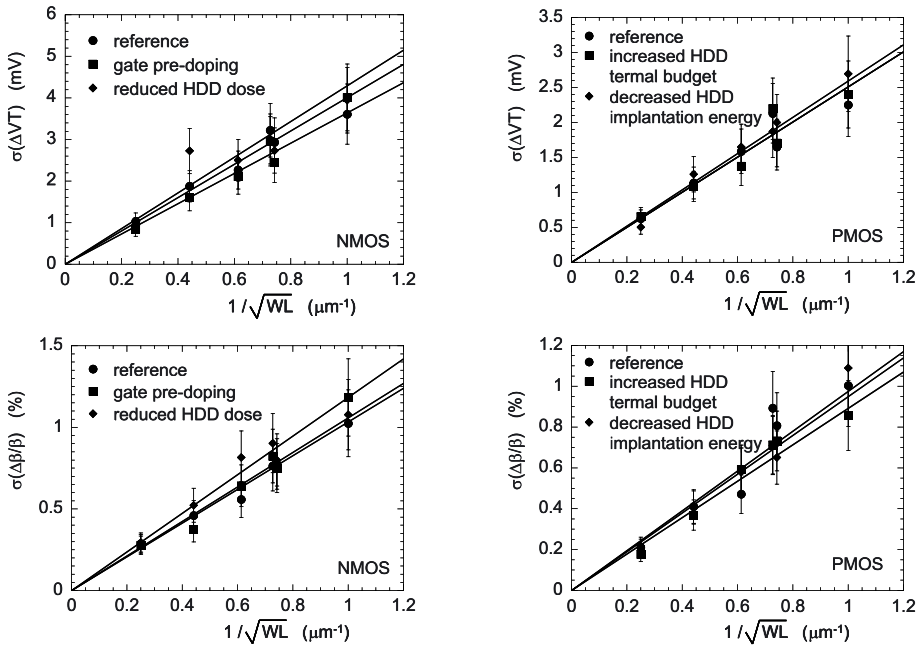 6
5
4
3
2
1
0
σ(ΔVT) (mV)
reference
gate pre-doping
reduced HDD dose
NMOS
0 0.2 0.4 0.6 0.8 1 1.2
1/√WL (μm⁻¹)
3.5
3
2.5
2
1.5
1
0.5
0
σ(ΔVT) (mV)
reference
increased HDD
termal budget
decreased HDD
implantation energy
PMOS
0 0.2 0.4 0.6 0.8 1 1.2
1/√WL (μm⁻¹)
1.5
1
0.5
0
σ(Δβ/β) (%)
reference
gate pre-doping
reduced HDD dose
NMOS
0 0.2 0.4 0.6 0.8 1 1.2
1/√WL (μm⁻¹)
1.2
1
0.8
0.6
0.4
0.2
0
σ(Δβ/β) (%)
reference
increased HDD
termal budget
decreased HDD
implantation energy
PMOS
0 0.2 0.4 0.6 0.8 1 1.2
1/√WL (μm⁻¹)